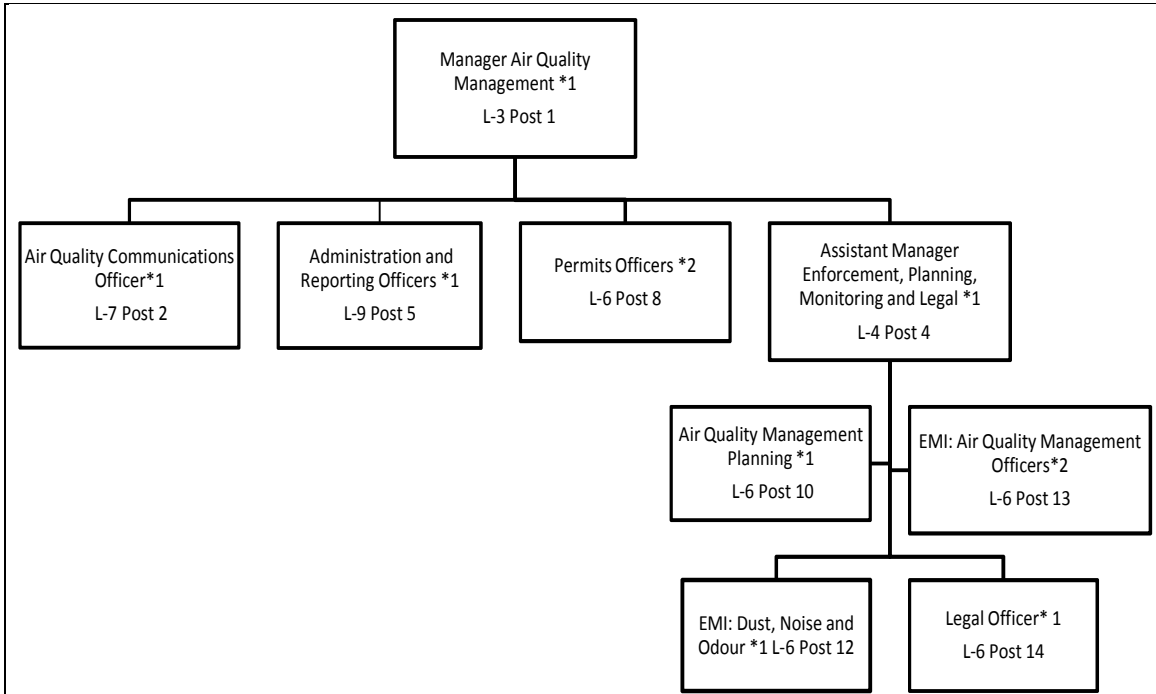 Manager Air Quality
Management *1
L-3 Post 1
Air Quality Communications
Officer*1
L-7 Post 2
Administration and
Reporting Officers *1
L-9 Post 5
Permits Officers *2
L-6 Post 8
Assistant Manager
Enforcement, Planning,
Monitoring and Legal *1
L-4 Post 4
Air Quality Management
Planning *1
L-6 Post 10
EMI: Air Quality Management
Officers*2
L-6 Post 13
EMI: Dust, Noise and
Odour *1 L-6 Post 12
Legal Officer* 1
L-6 Post 14